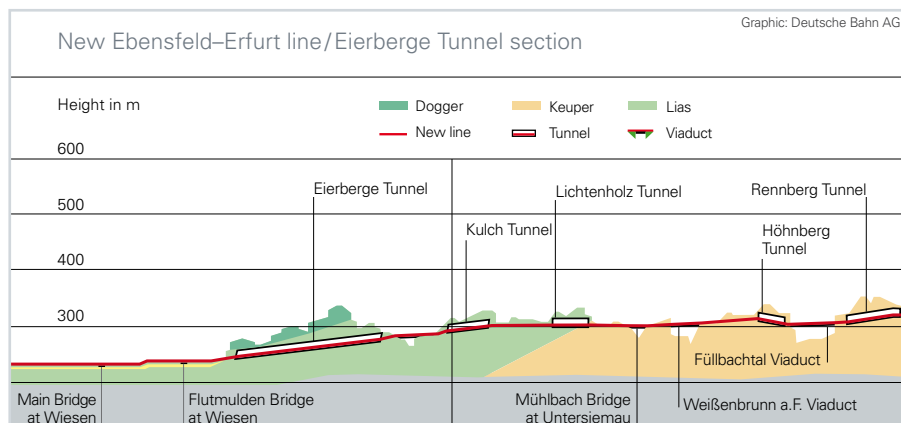 Graphic: Deutsche Bahn AG
New Ebensfeld–Erfurt line/Eierberge Tunnel section
Height in m
Dogger
Keuper
Lias
New line
Tunnel
Viaduct
600
Eierberge Tunnel
Lichtenholz Tunnel
Rennberg Tunnel
500
Kulch Tunnel
Höhnberg
Tunnel
400
300
Füllbachtal Viaduct
Main Bridge
at Wiesen
Flutmulden Bridge
at Wiesen
Mühlbach Bridge
at Untersiemau
Weißenbrunn a.F. Viaduct